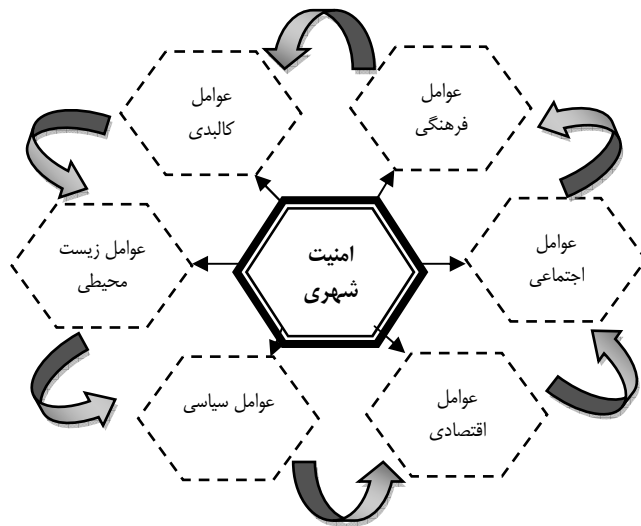 عوامل
فرهنگی
عوامل
کالبدی
عوامل
اجتماعی
امنیت
شهری
عوامل زیست
محیطی
عوامل
اقتصادی
عوامل سیاسی